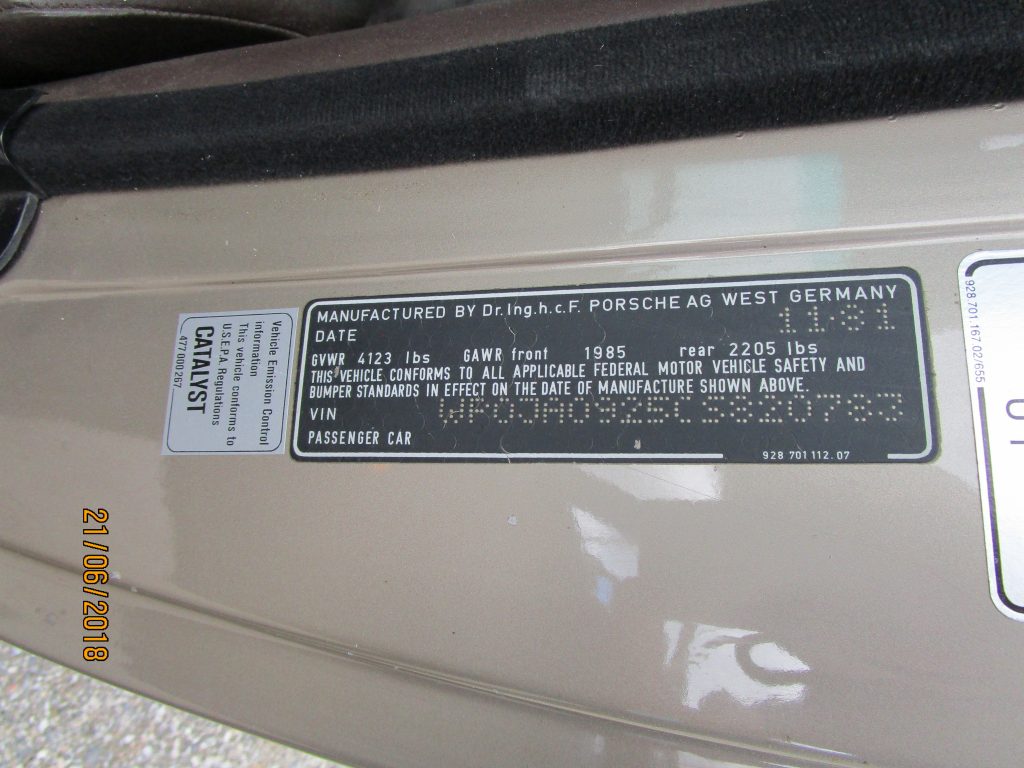 MANUFACTURED BY Dr.Ing.h.c.F. PORSCHE AG WEST GERMANY
DATE 11·81
GVWR 4123 lbs GAWR front 1985 rear 2205 lbs
THIS VEHICLE CONFORMS TO ALL APPLICABLE FEDERAL MOTOR VEHICLE SAFETY AND
BUMPER STANDARDS IN EFFECT ON THE DATE OF MANUFACTURE SHOWN ABOVE.
VIN WP0JA0925CS820783
PASSENGER CAR
928 701 112.07
Vehicle Emission Control
information
This vehicle conforms to
U.S.E.P.A. Regulations
CATALYST
477 000 267
928.701.167.02/655
21/06/2018